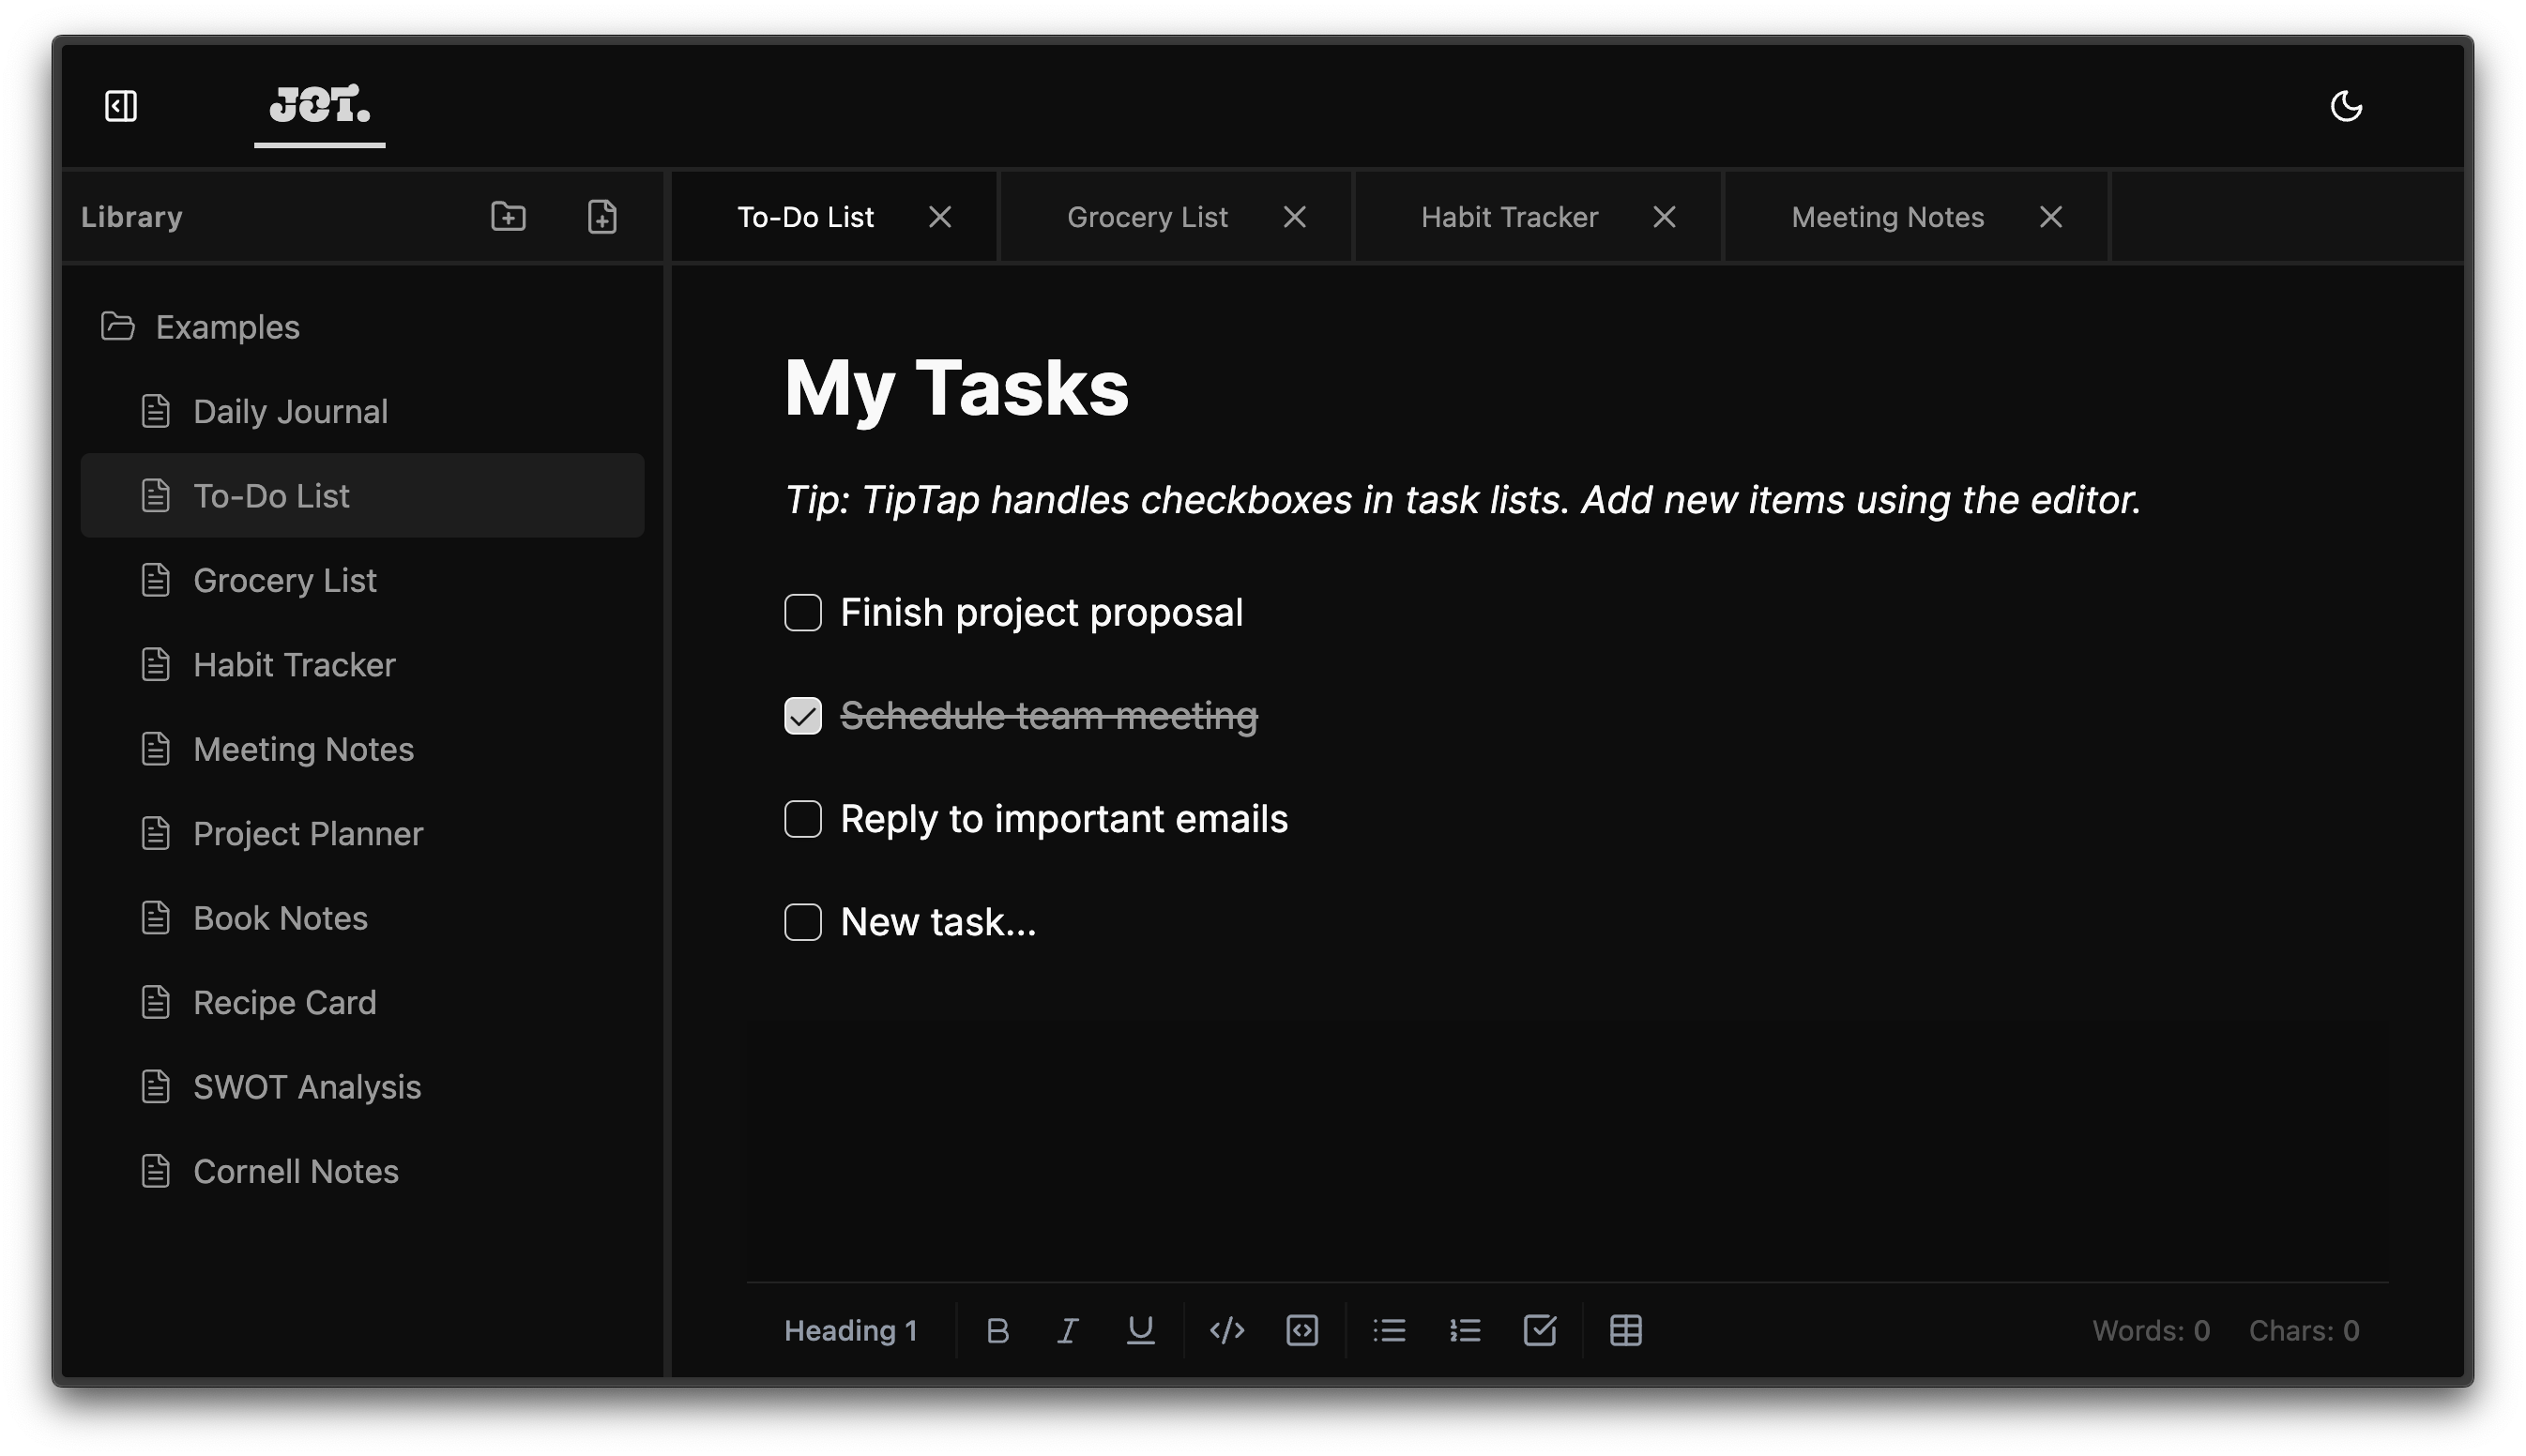 JOT.
Library
To-Do List
Grocery List
Habit Tracker
Meeting Notes
Examples
Daily Journal
To-Do List
Grocery List
Habit Tracker
Meeting Notes
Project Planner
Book Notes
Recipe Card
SWOT Analysis
Cornell Notes
My Tasks
Tip: TipTap handles checkboxes in task lists. Add new items using the editor.
Finish project proposal
Schedule team meeting
Reply to important emails
New task...
Heading 1
Words: 0
Chars: 0